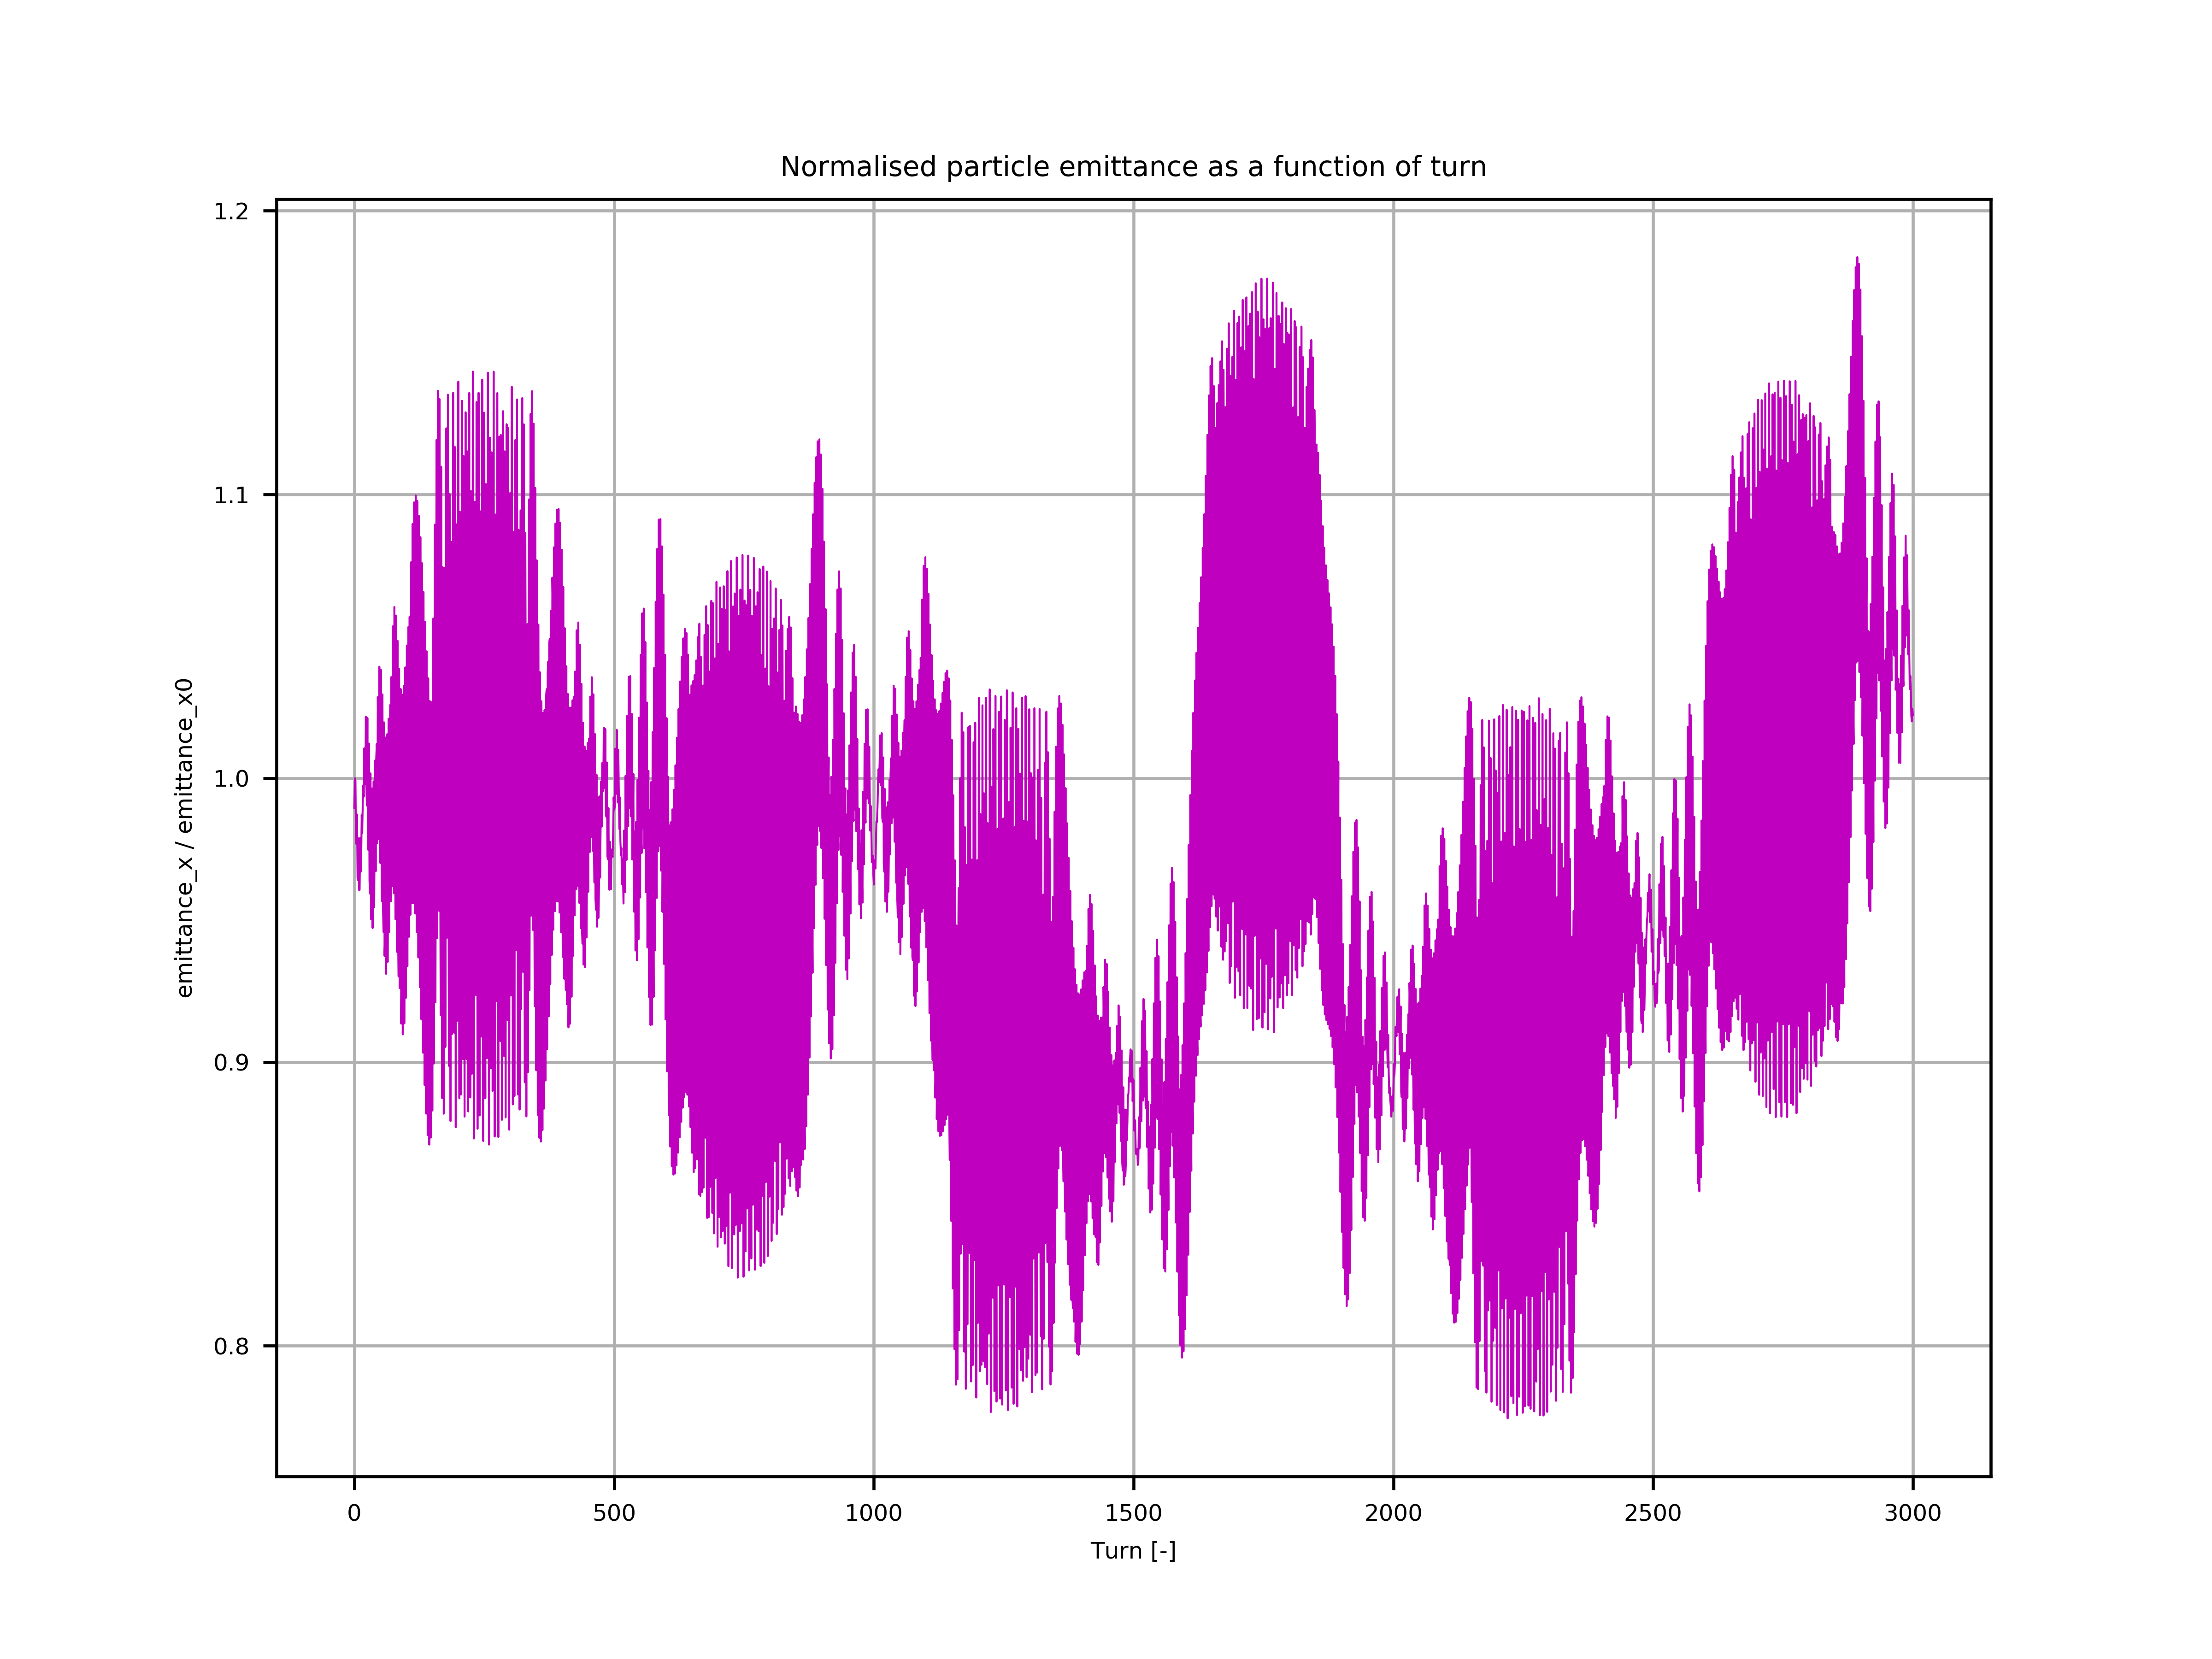 Normalised particle emittance as a function of turn
1.2
1.1
1.0
0.9
0.8
emittance_x / emittance_x0
0 500 1000 1500 2000 2500 3000
Turn [-]